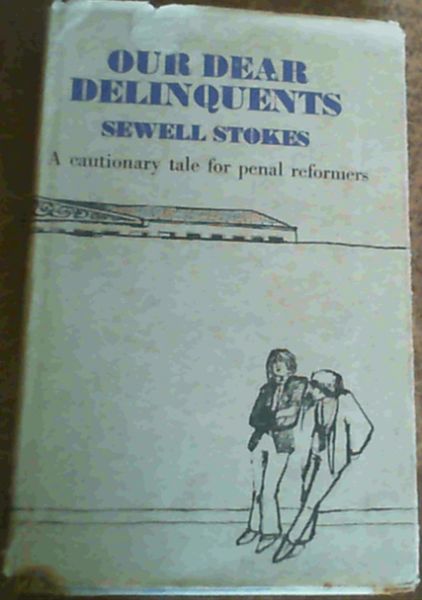 OUR DEAR
DELINQUENTS
SEWELL STOKES
A cautionary tale for penal reformers